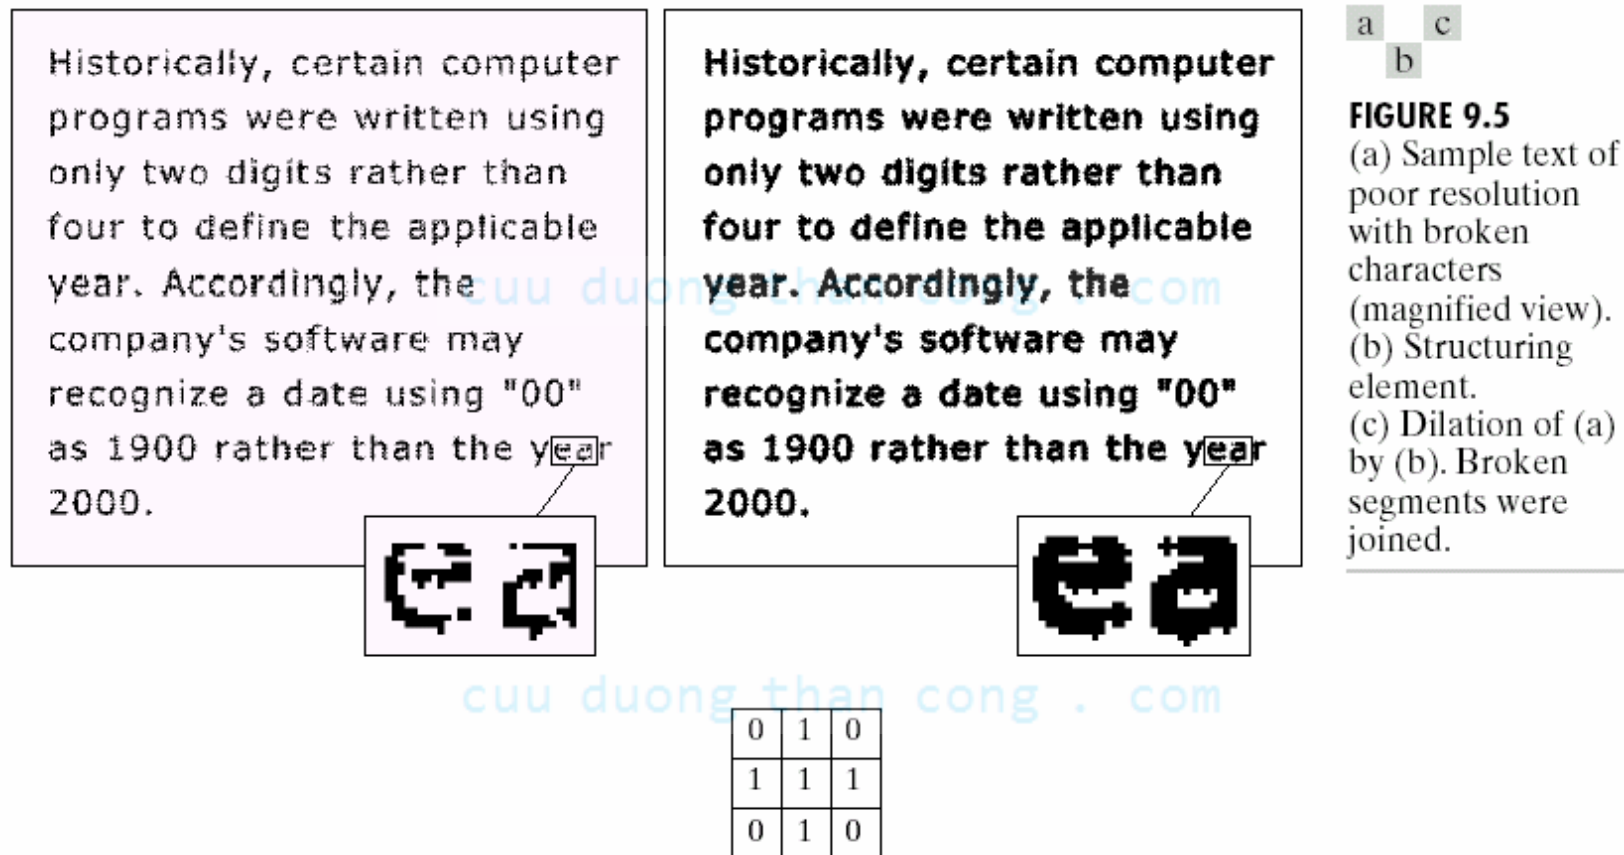 Historically, certain computer
programs were written using
only two digits rather than
four to define the applicable
year. Accordingly, the
company's software may
recognize a date using "00"
as 1900 rather than the year
2000.
ea
Historically, certain computer
programs were written using
only two digits rather than
four to define the applicable
year. Accordingly, the
company's software may
recognize a date using "00"
as 1900 rather than the year
2000.
ea
a c
b
FIGURE 9.5
(a) Sample text of
poor resolution
with broken
characters
(magnified view).
(b) Structuring
element.
(c) Dilation of (a)
by (b). Broken
segments were
joined.
cuu duong than cong . com
cuu duong than cong . com
0 1 0
1 1 1
0 1 0